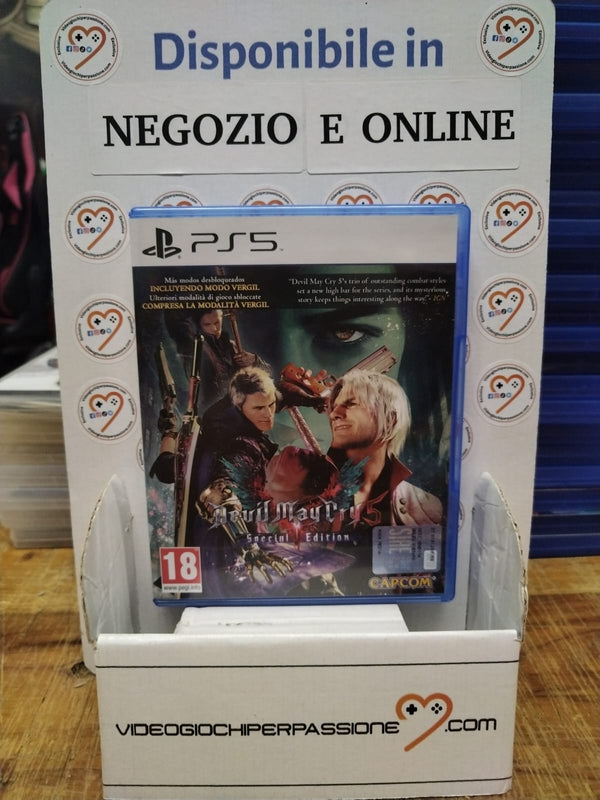 Disponibile in
NEGOZIO E ONLINE
PS5
Más modos desbloqueados
INCLUYENDO MODO VERGIL
Ulteriori modalità di gioco sbloccate
COMPRESA LA MODALITÀ VERGIL
"Devil May Cry 5's trio of outstanding combat styles
set a new high bar for the series, and its mysterious
story keeps things interesting along the way." - IGN
Devil May Cry 5
Special Edition
18
www.pegi.info
SIAE
CAPCOM
VIDEOGIOCHIPERPASSIONE.COM